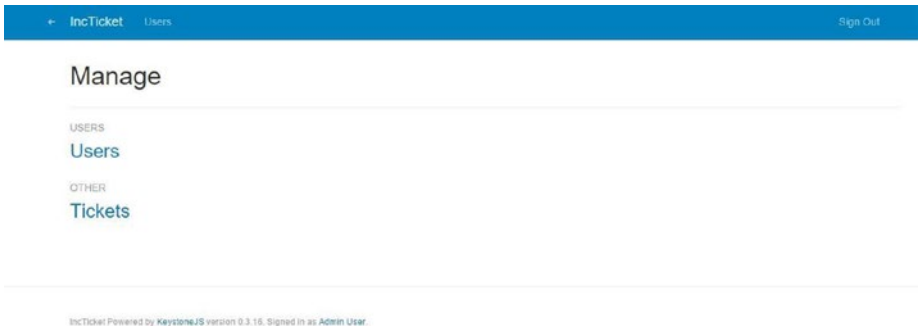 ← IncTicket Users Sign Out
Manage
USERS
Users
OTHER
Tickets
IncTicket Powered by KeystoneJS version 0.3.16. Signed in as Admin User.